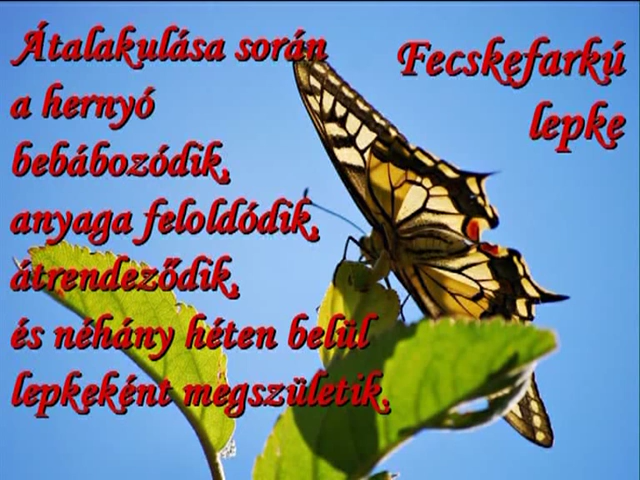 Átalakulása során
a hernyó
bebábozódik,
anyaga feloldódik,
átrendeződik,
és néhány héten belül
lepkeként megszületik.
Fecskefarkú
lepke